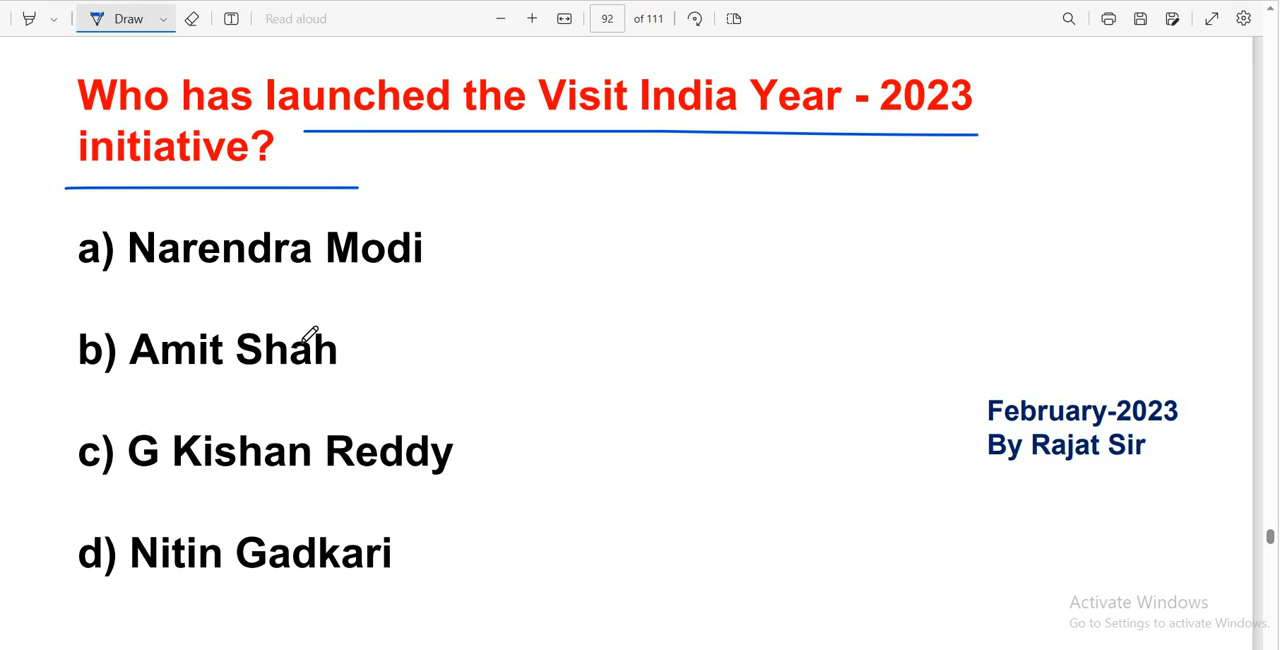 Draw
Read aloud
92 of 111
Who has launched the Visit India Year - 2023
initiative?
a) Narendra Modi
b) Amit Shah
c) G Kishan Reddy
d) Nitin Gadkari
February-2023
By Rajat Sir
Activate Windows
Go to Settings to activate Windows.